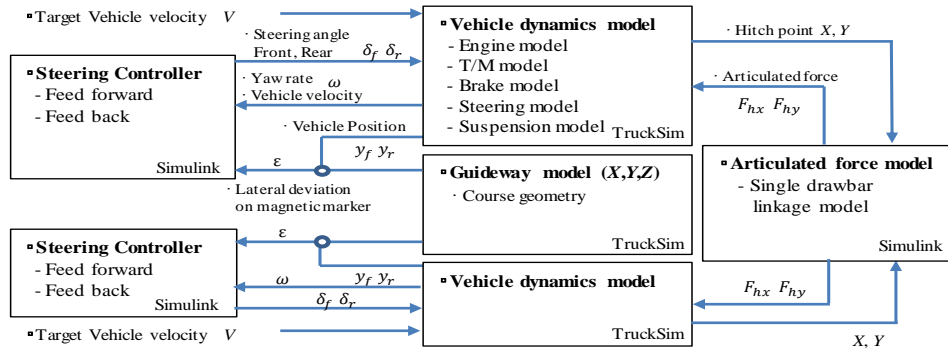 ▫Target Vehicle velocity V
· Steering angle
Front, Rear δf δr
▫Steering Controller
- Feed forward
- Feed back
Simulink
· Yaw rate ω
· Vehicle velocity
· Vehicle Position
yf yr
ε
· Lateral deviation
on magnetic marker
▫Vehicle dynamics model
- Engine model
- T/M model
- Brake model
- Steering model
- Suspension model
TruckSim
▫Guideway model (X,Y,Z)
· Course geometry
TruckSim
· Hitch point X, Y
· Articulated force
Fhx Fhy
▫Articulated force model
- Single drawbar
linkage model
Simulink
▫Steering Controller
- Feed forward
- Feed back
Simulink
ε
ω yf yr
δf δr
▫Target Vehicle velocity V
▫Vehicle dynamics model
TruckSim
Fhx Fhy
X, Y